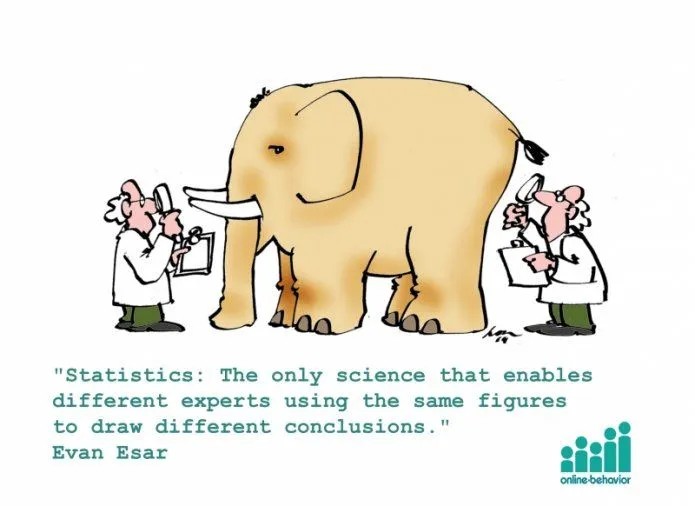 "Statistics: The only science that enables
different experts using the same figures
to draw different conclusions."
Evan Esar
online-behavior